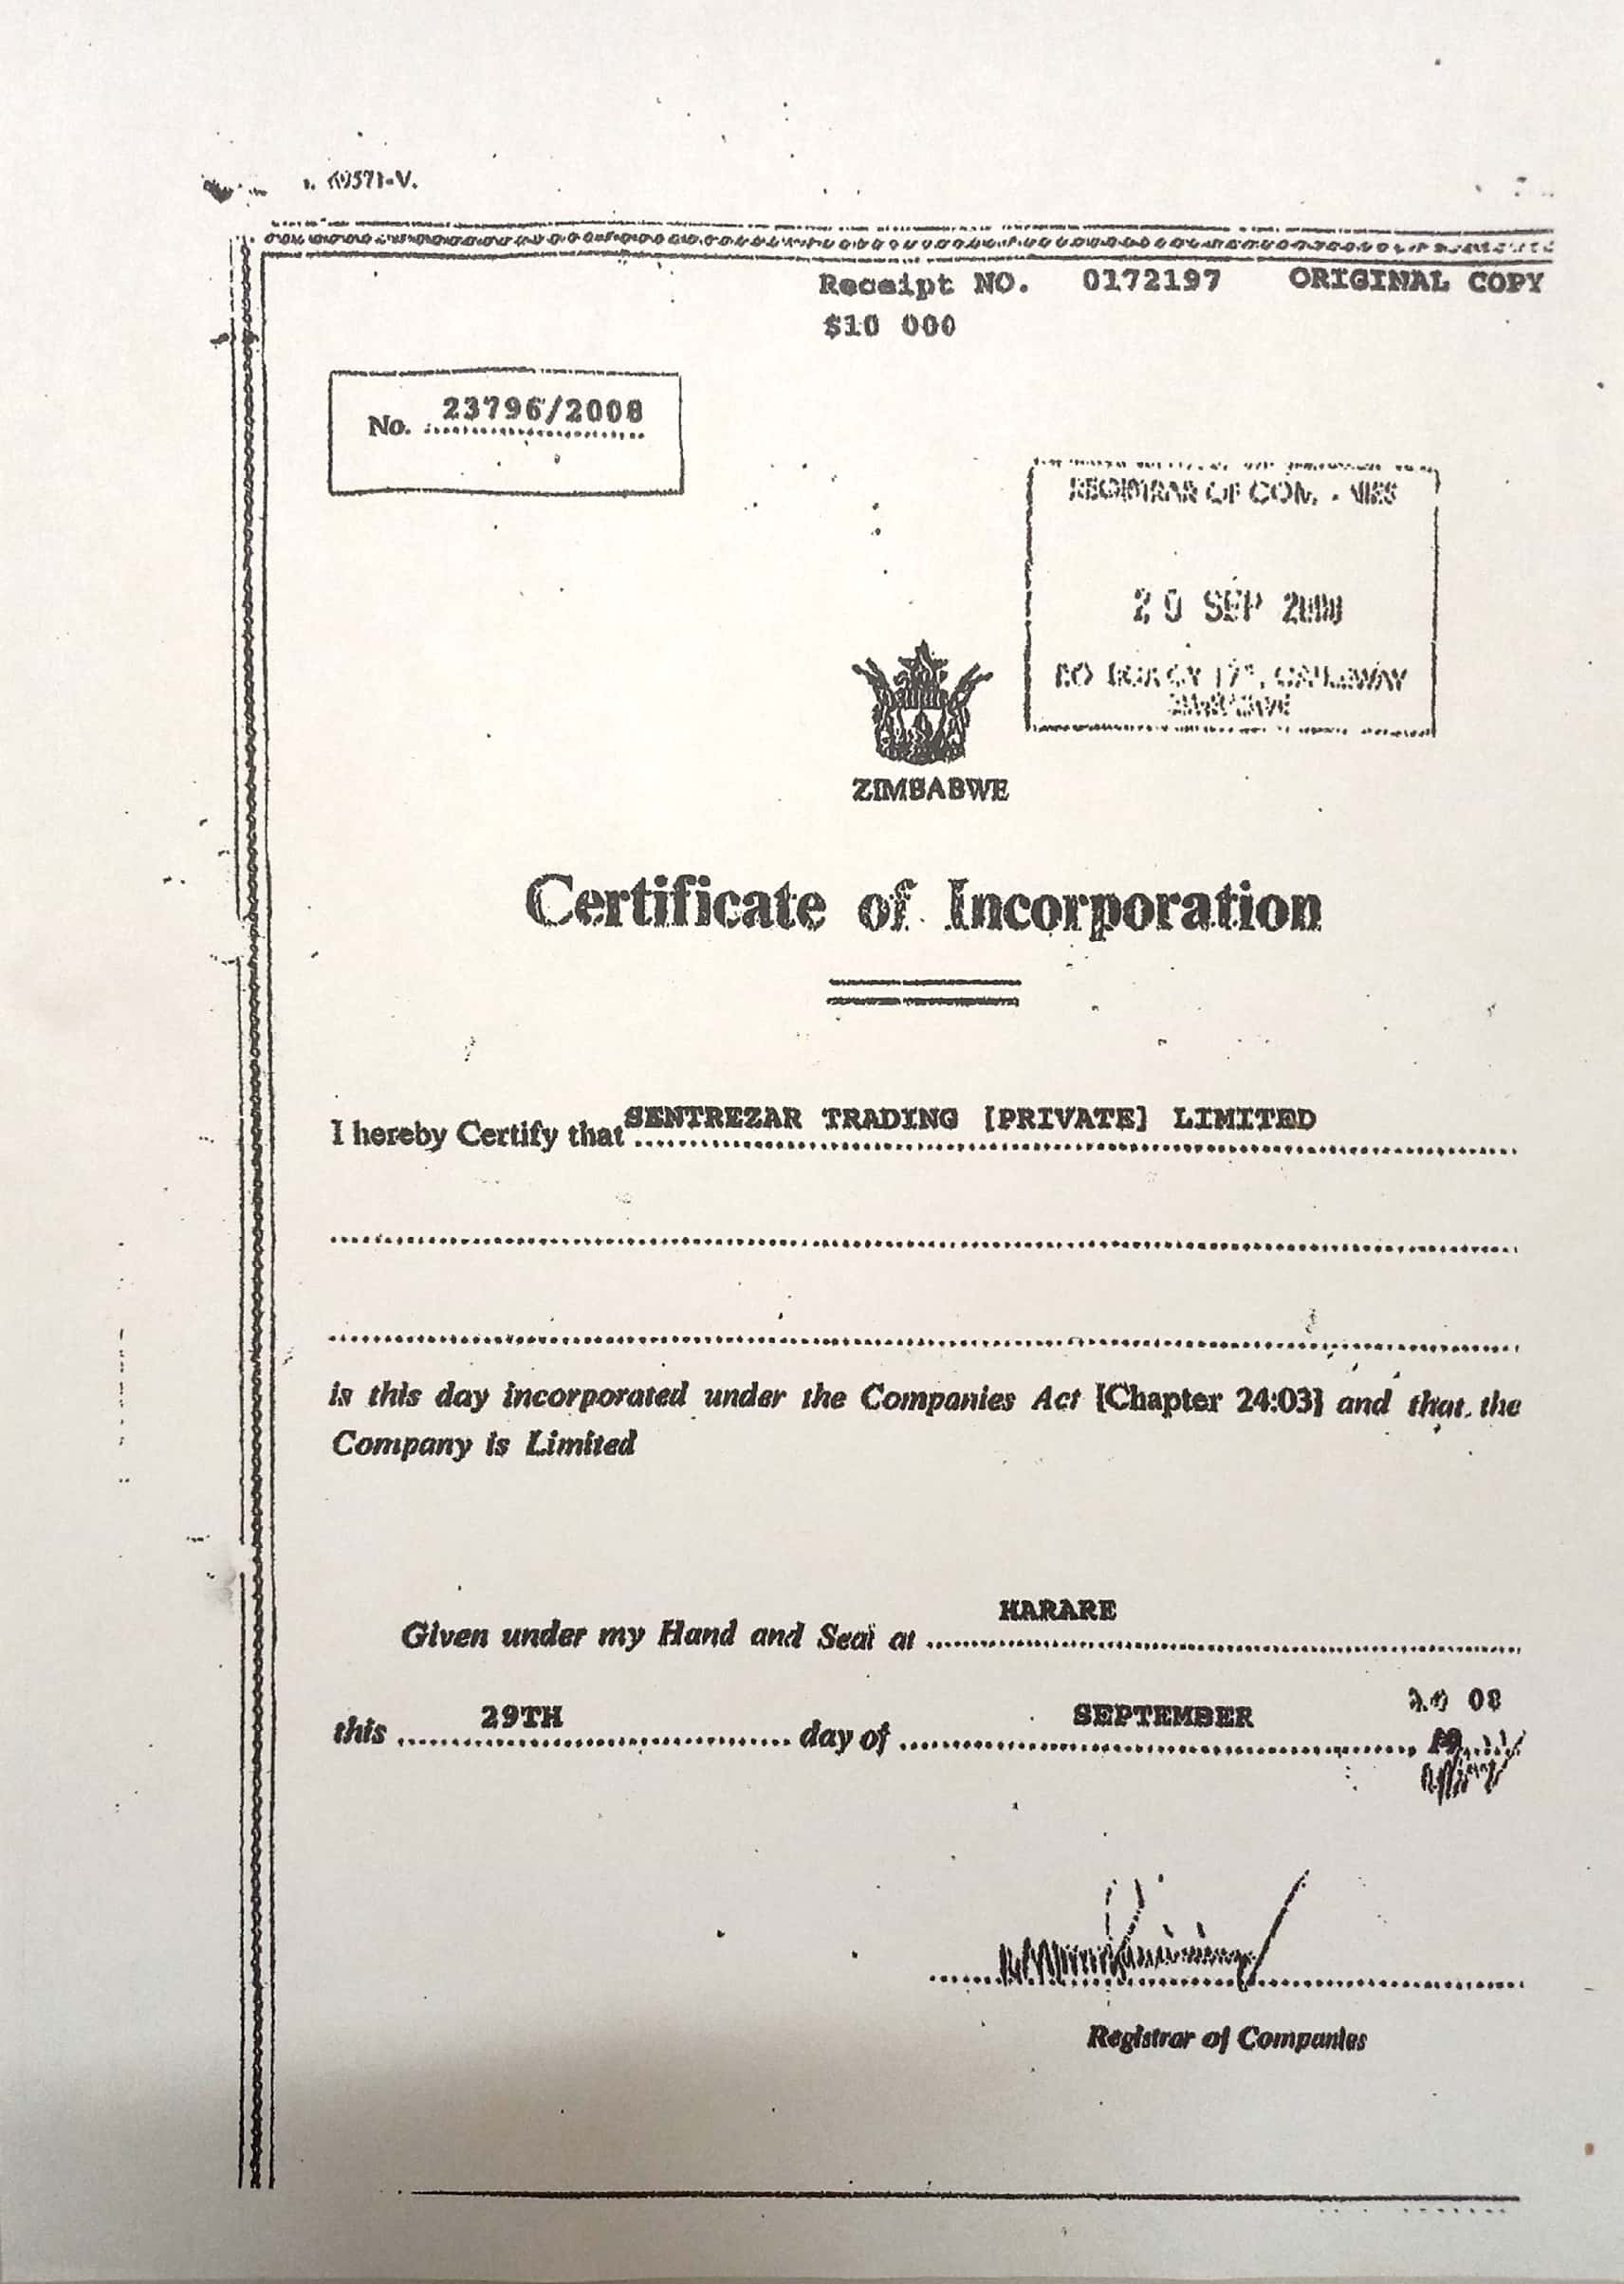 Receipt NO. 0172197 ORIGINAL COPY
$10 000
No. 23796/2008
REGISTRAR OF
SEP
ZIMBABWE
Certificate of Incorporation
I hereby Certify that SENTREZAR TRADING [PRIVATE] LIMITED
is this day incorporated under the Companies Act [Chapter 24:03] and that the
Company is Limited
Given under my Hand and Seal at HARARE
this 29TH day of SEPTEMBER, 20 08
Registrar of Companies